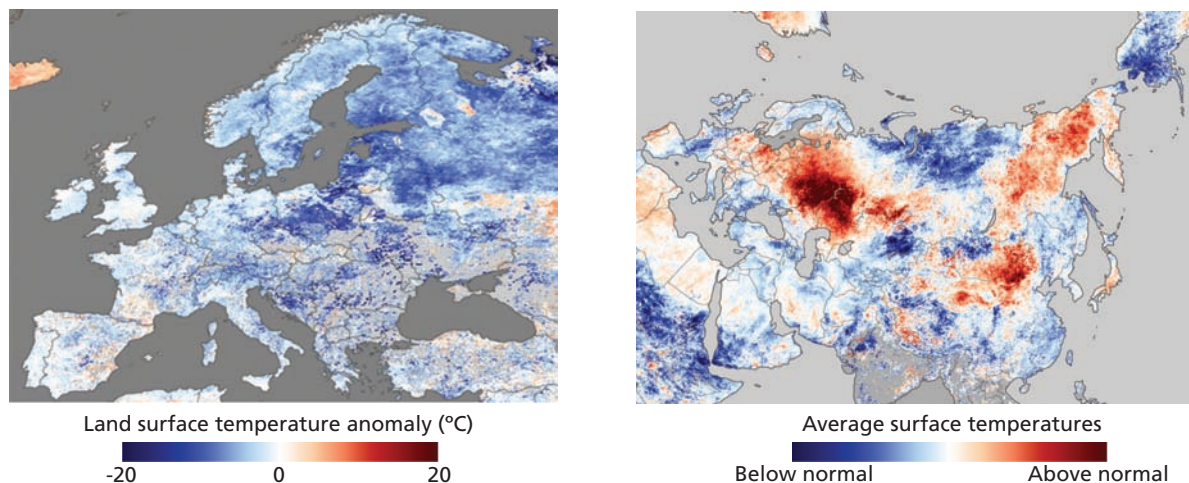 Land surface temperature anomaly (ºC)
-20 0 20
Average surface temperatures
Below normal Above normal